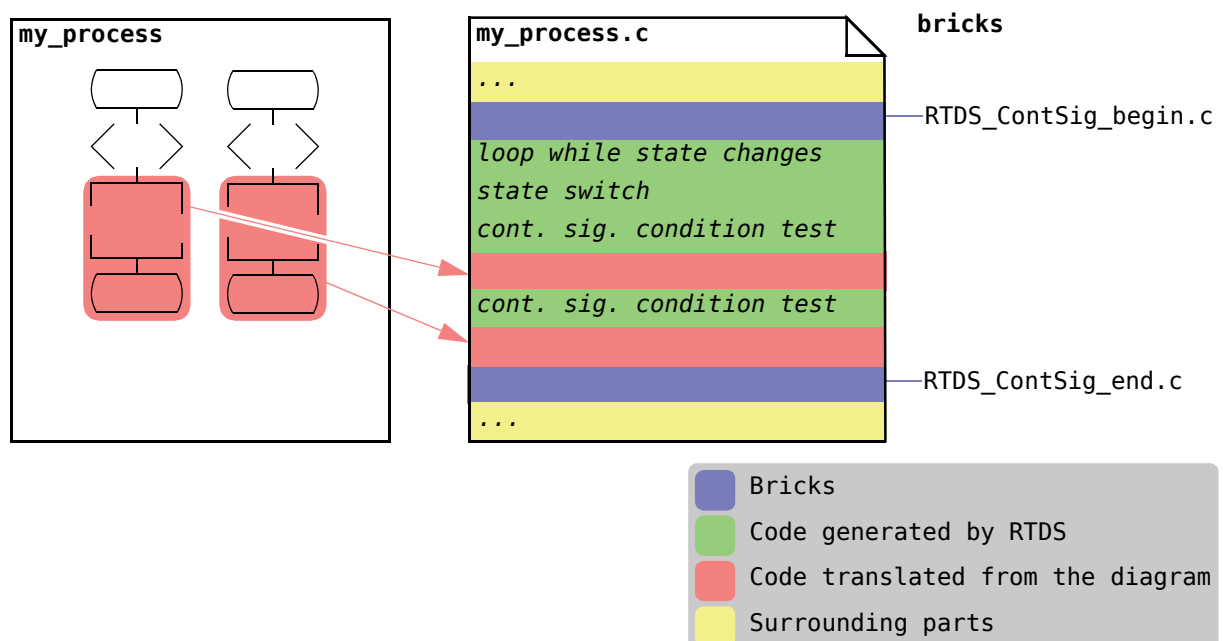 my_process
my_process.c
bricks
...
RTDS_ContSig_begin.c
loop while state changes
state switch
cont. sig. condition test
cont. sig. condition test
RTDS_ContSig_end.c
...
Bricks
Code generated by RTDS
Code translated from the diagram
Surrounding parts